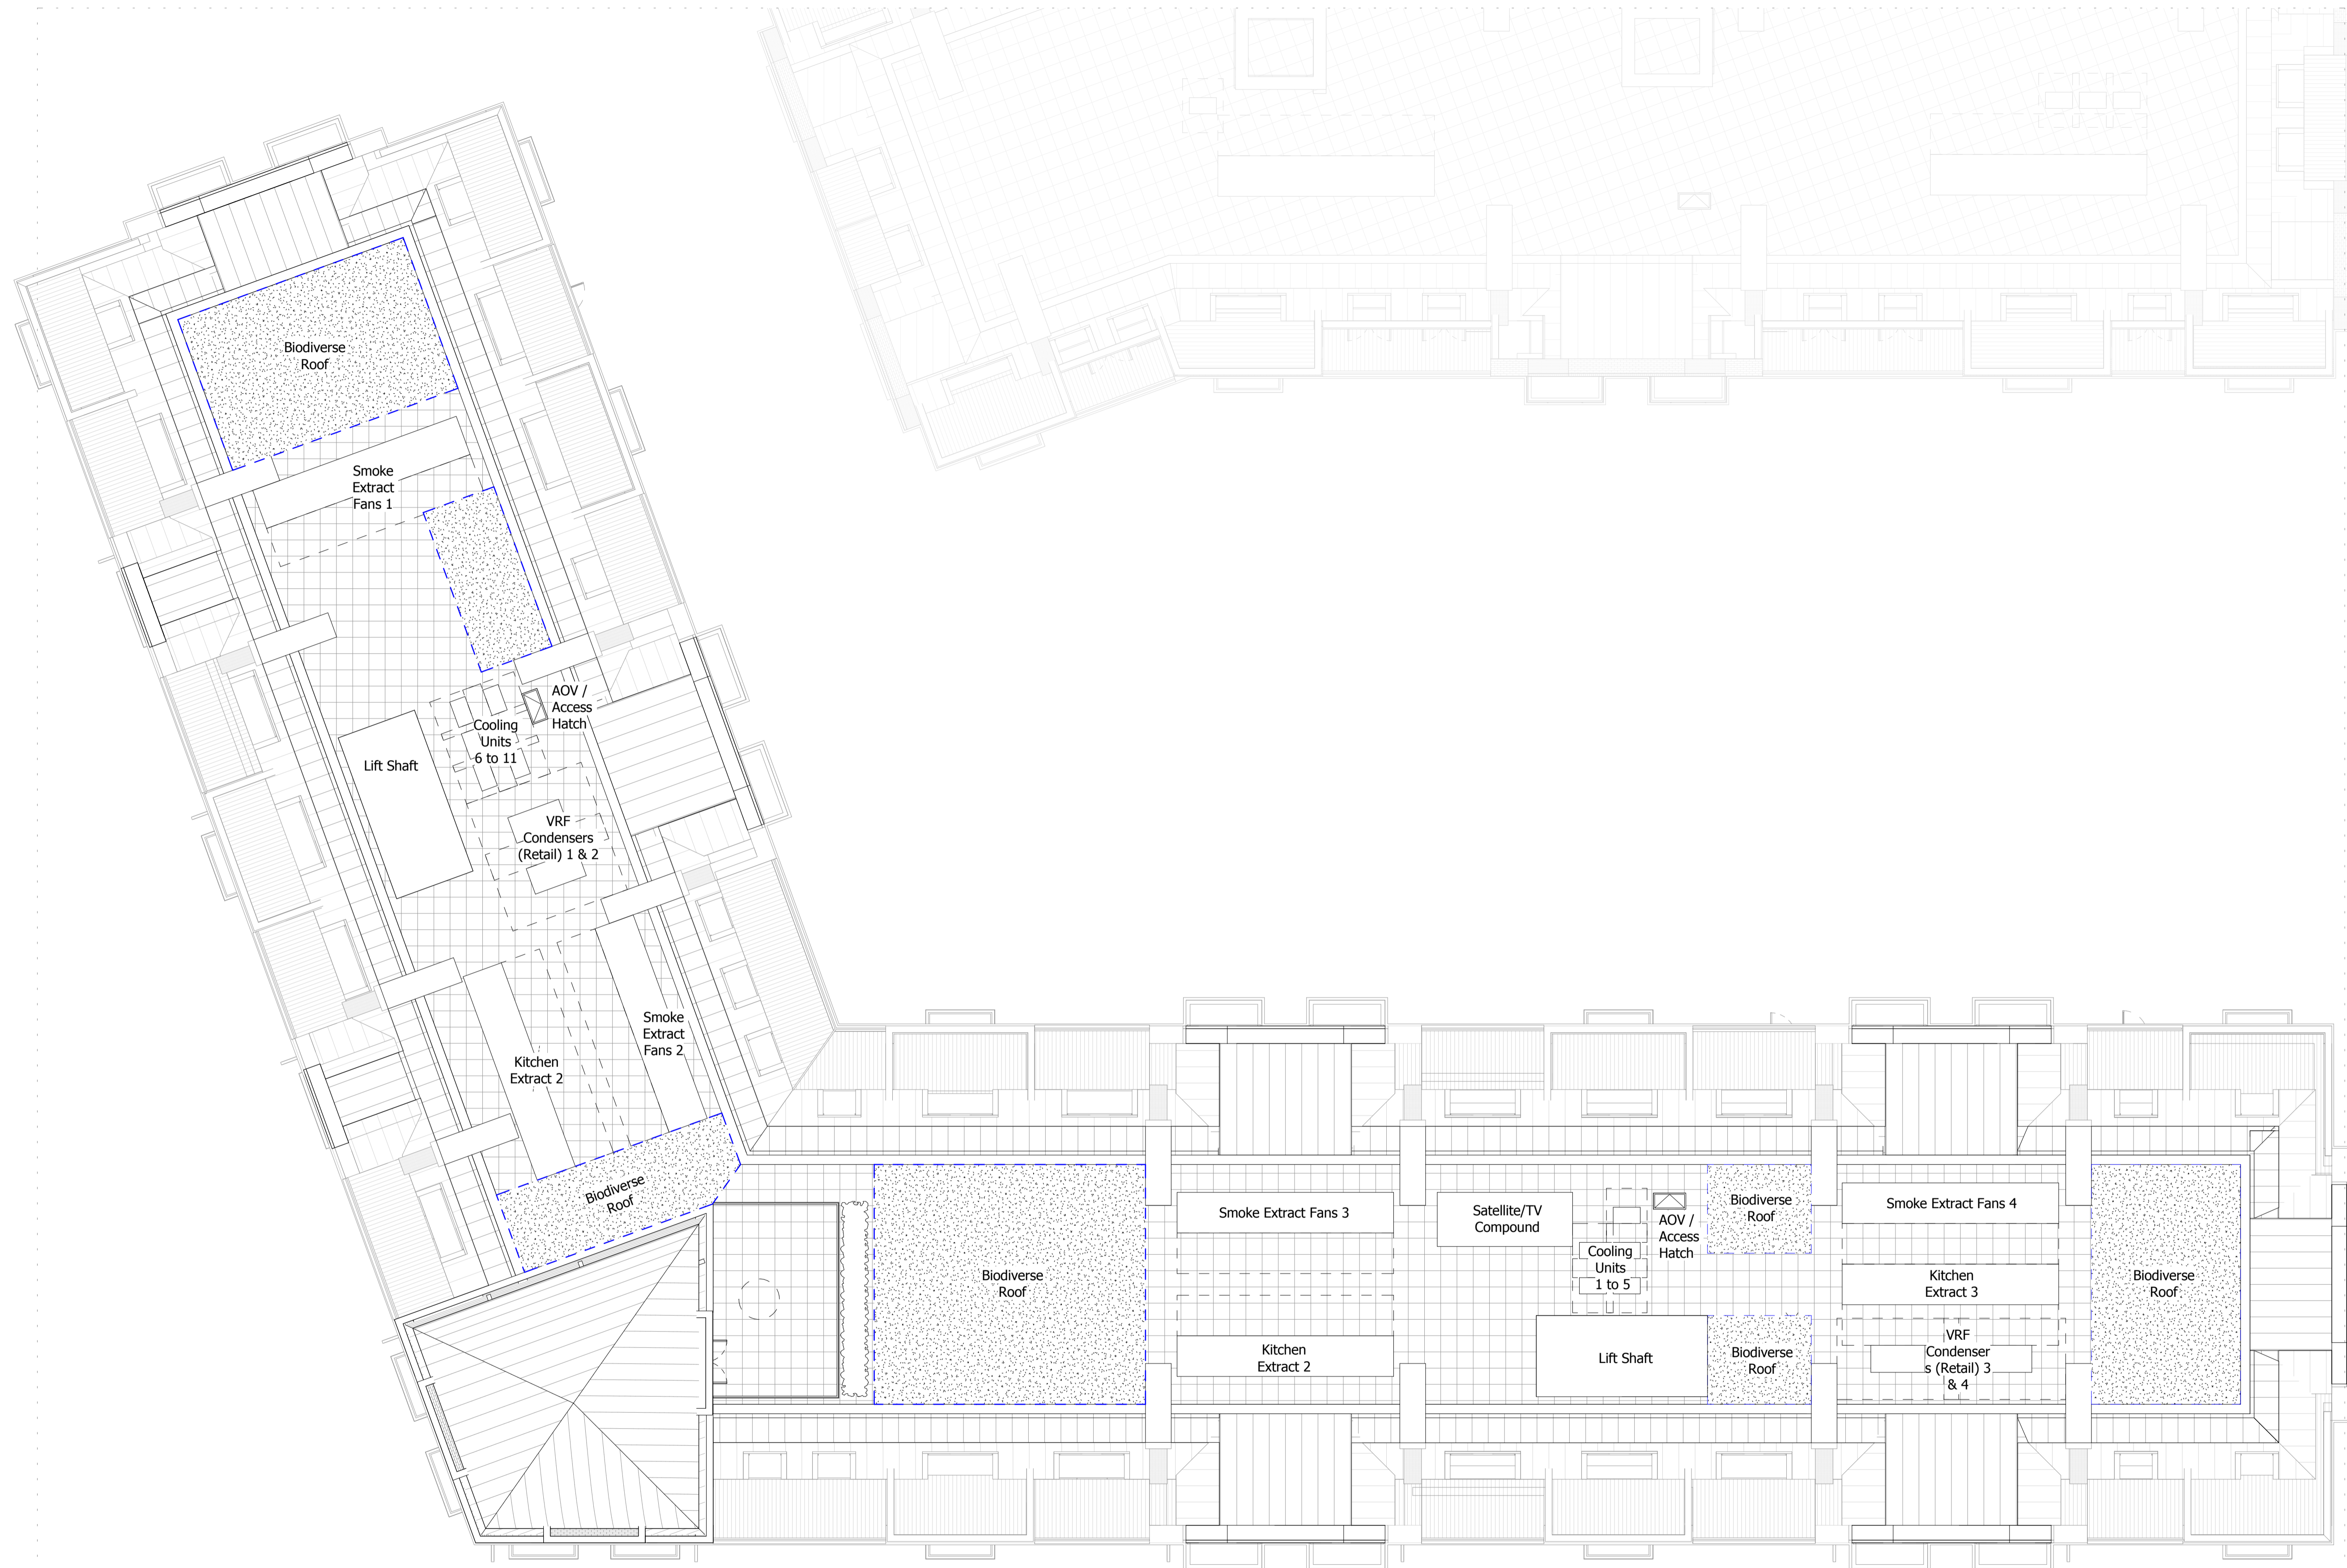 Biodiverse
Roof
Smoke
Extract
Fans 1
AOV /
Access
Hatch
Cooling
Units
6 to 11
Lift Shaft
VRF
Condensers
(Retail) 1 & 2
Smoke
Extract
Fans 2
Kitchen
Extract 2
Biodiverse
Roof
Biodiverse
Roof
Smoke Extract Fans 3
Kitchen
Extract 2
Satellite/TV
Compound
Cooling
Units
1 to 5
AOV /
Access
Hatch
Lift Shaft
Biodiverse
Roof
Biodiverse
Roof
Smoke Extract Fans 4
Kitchen
Extract 3
VRF
Condenser
s (Retail) 3
& 4
Biodiverse
Roof